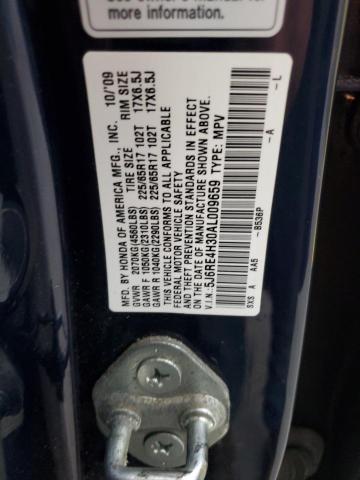 more information.
MFD. BY HONDA OF AMERICA MFG., INC. 10/'09
TIRE SIZE RIM SIZE
GVWR 2070KG(4560LBS)
GAWR F 1050KG(2310LBS) 225/65R17 102T 17X6.5J
GAWR R 1040KG(2290LBS) 225/65R17 102T 17X6.5J
THIS VEHICLE CONFORMS TO ALL APPLICABLE
FEDERAL MOTOR VEHICLE SAFETY
AND THEFT PREVENTION STANDARDS IN EFFECT
ON THE DATE OF MANUFACTURE SHOWN ABOVE.
V.I.N.:5J6RE4H30AL009659 TYPE: MPV
SXS A AA5 -B536P -A -L